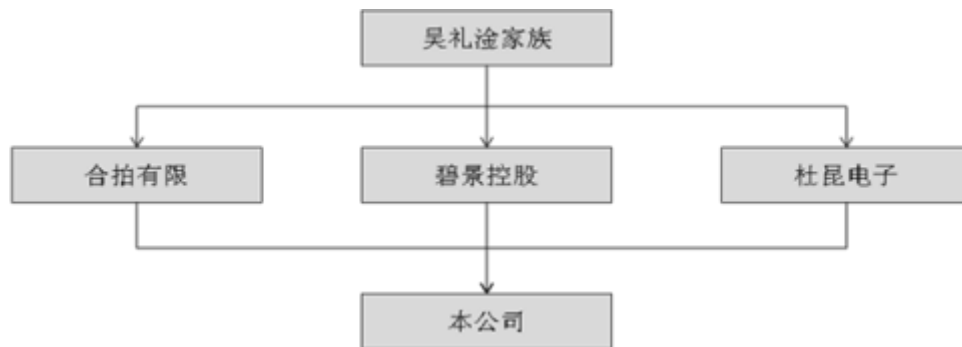 吴礼淦家族
合拍有限
碧景控股
杜昆电子
本公司